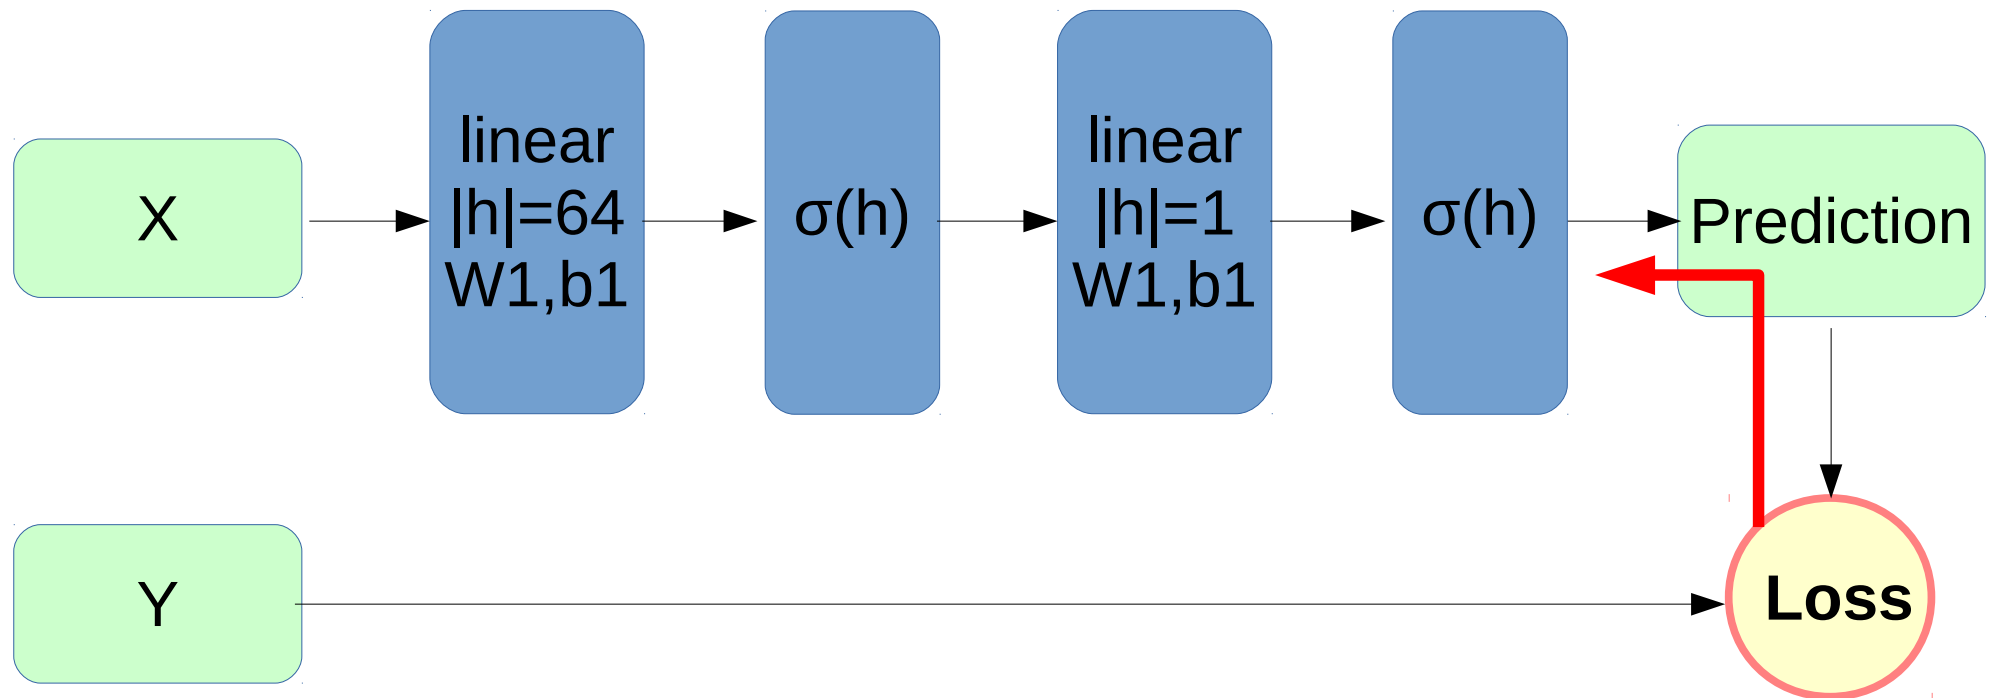 X
linear
|h|=64
W1,b1
σ(h)
linear
|h|=1
W1,b1
σ(h)
Prediction
Y
Loss